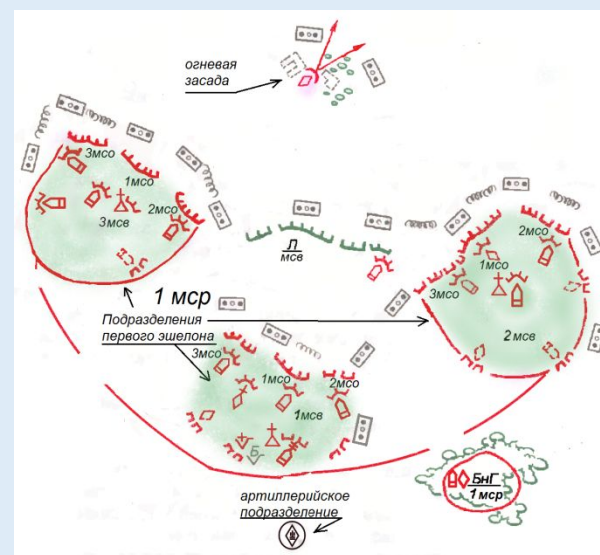 огневая
засада
3мсо
1мсо
2мсо
3мсв
Л
мсв
2мсо
1мсо
3мсо
2мсв
1 мср
Подразделения
первого эшелона
3мсо
1мсо
2мсо
1мсв
Б
БнГ
1 мср
артиллерийское
подразделение